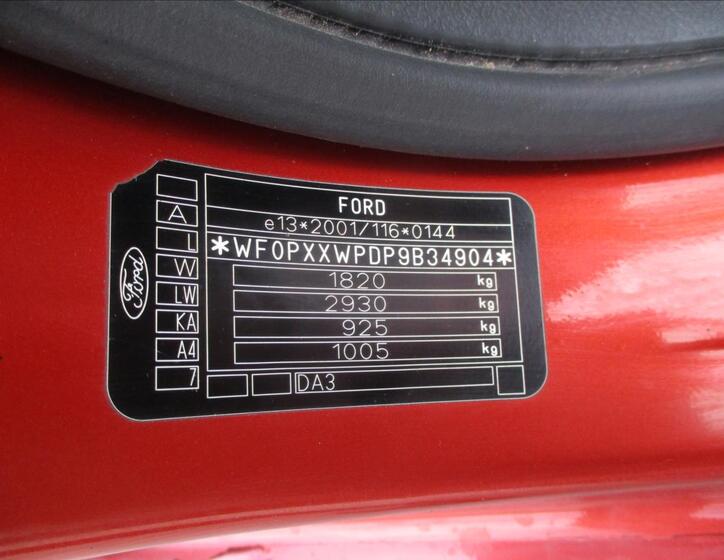 FORD
e13*2001/116*0144
*WF0PXXWPDP9B34904*
1820 kg
2930 kg
925 kg
1005 kg
DA3
A
L
W
LW
KA
A4
7
Ford